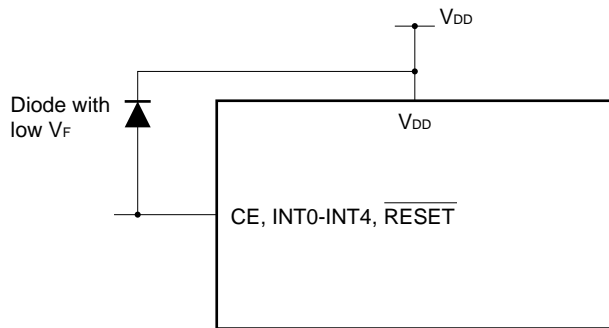 VDD
Diode with
low VF
VDD
CE, INT0-INT4, RESET